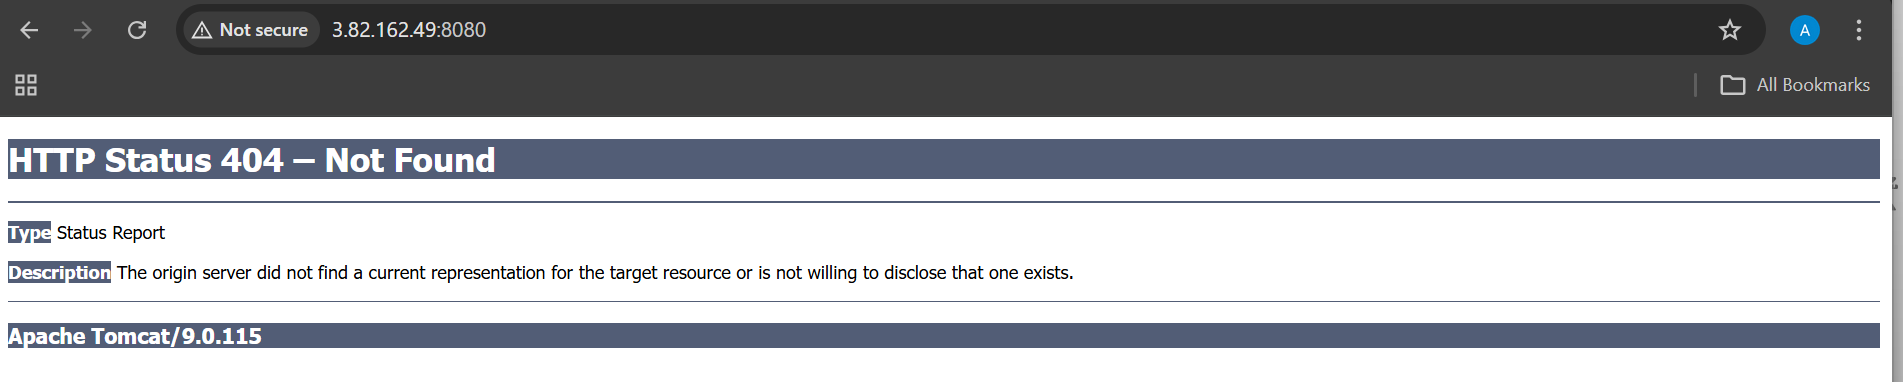 Not secure 3.82.162.49:8080
A
All Bookmarks
HTTP Status 404 – Not Found
Type Status Report
Description The origin server did not find a current representation for the target resource or is not willing to disclose that one exists.
Apache Tomcat/9.0.115